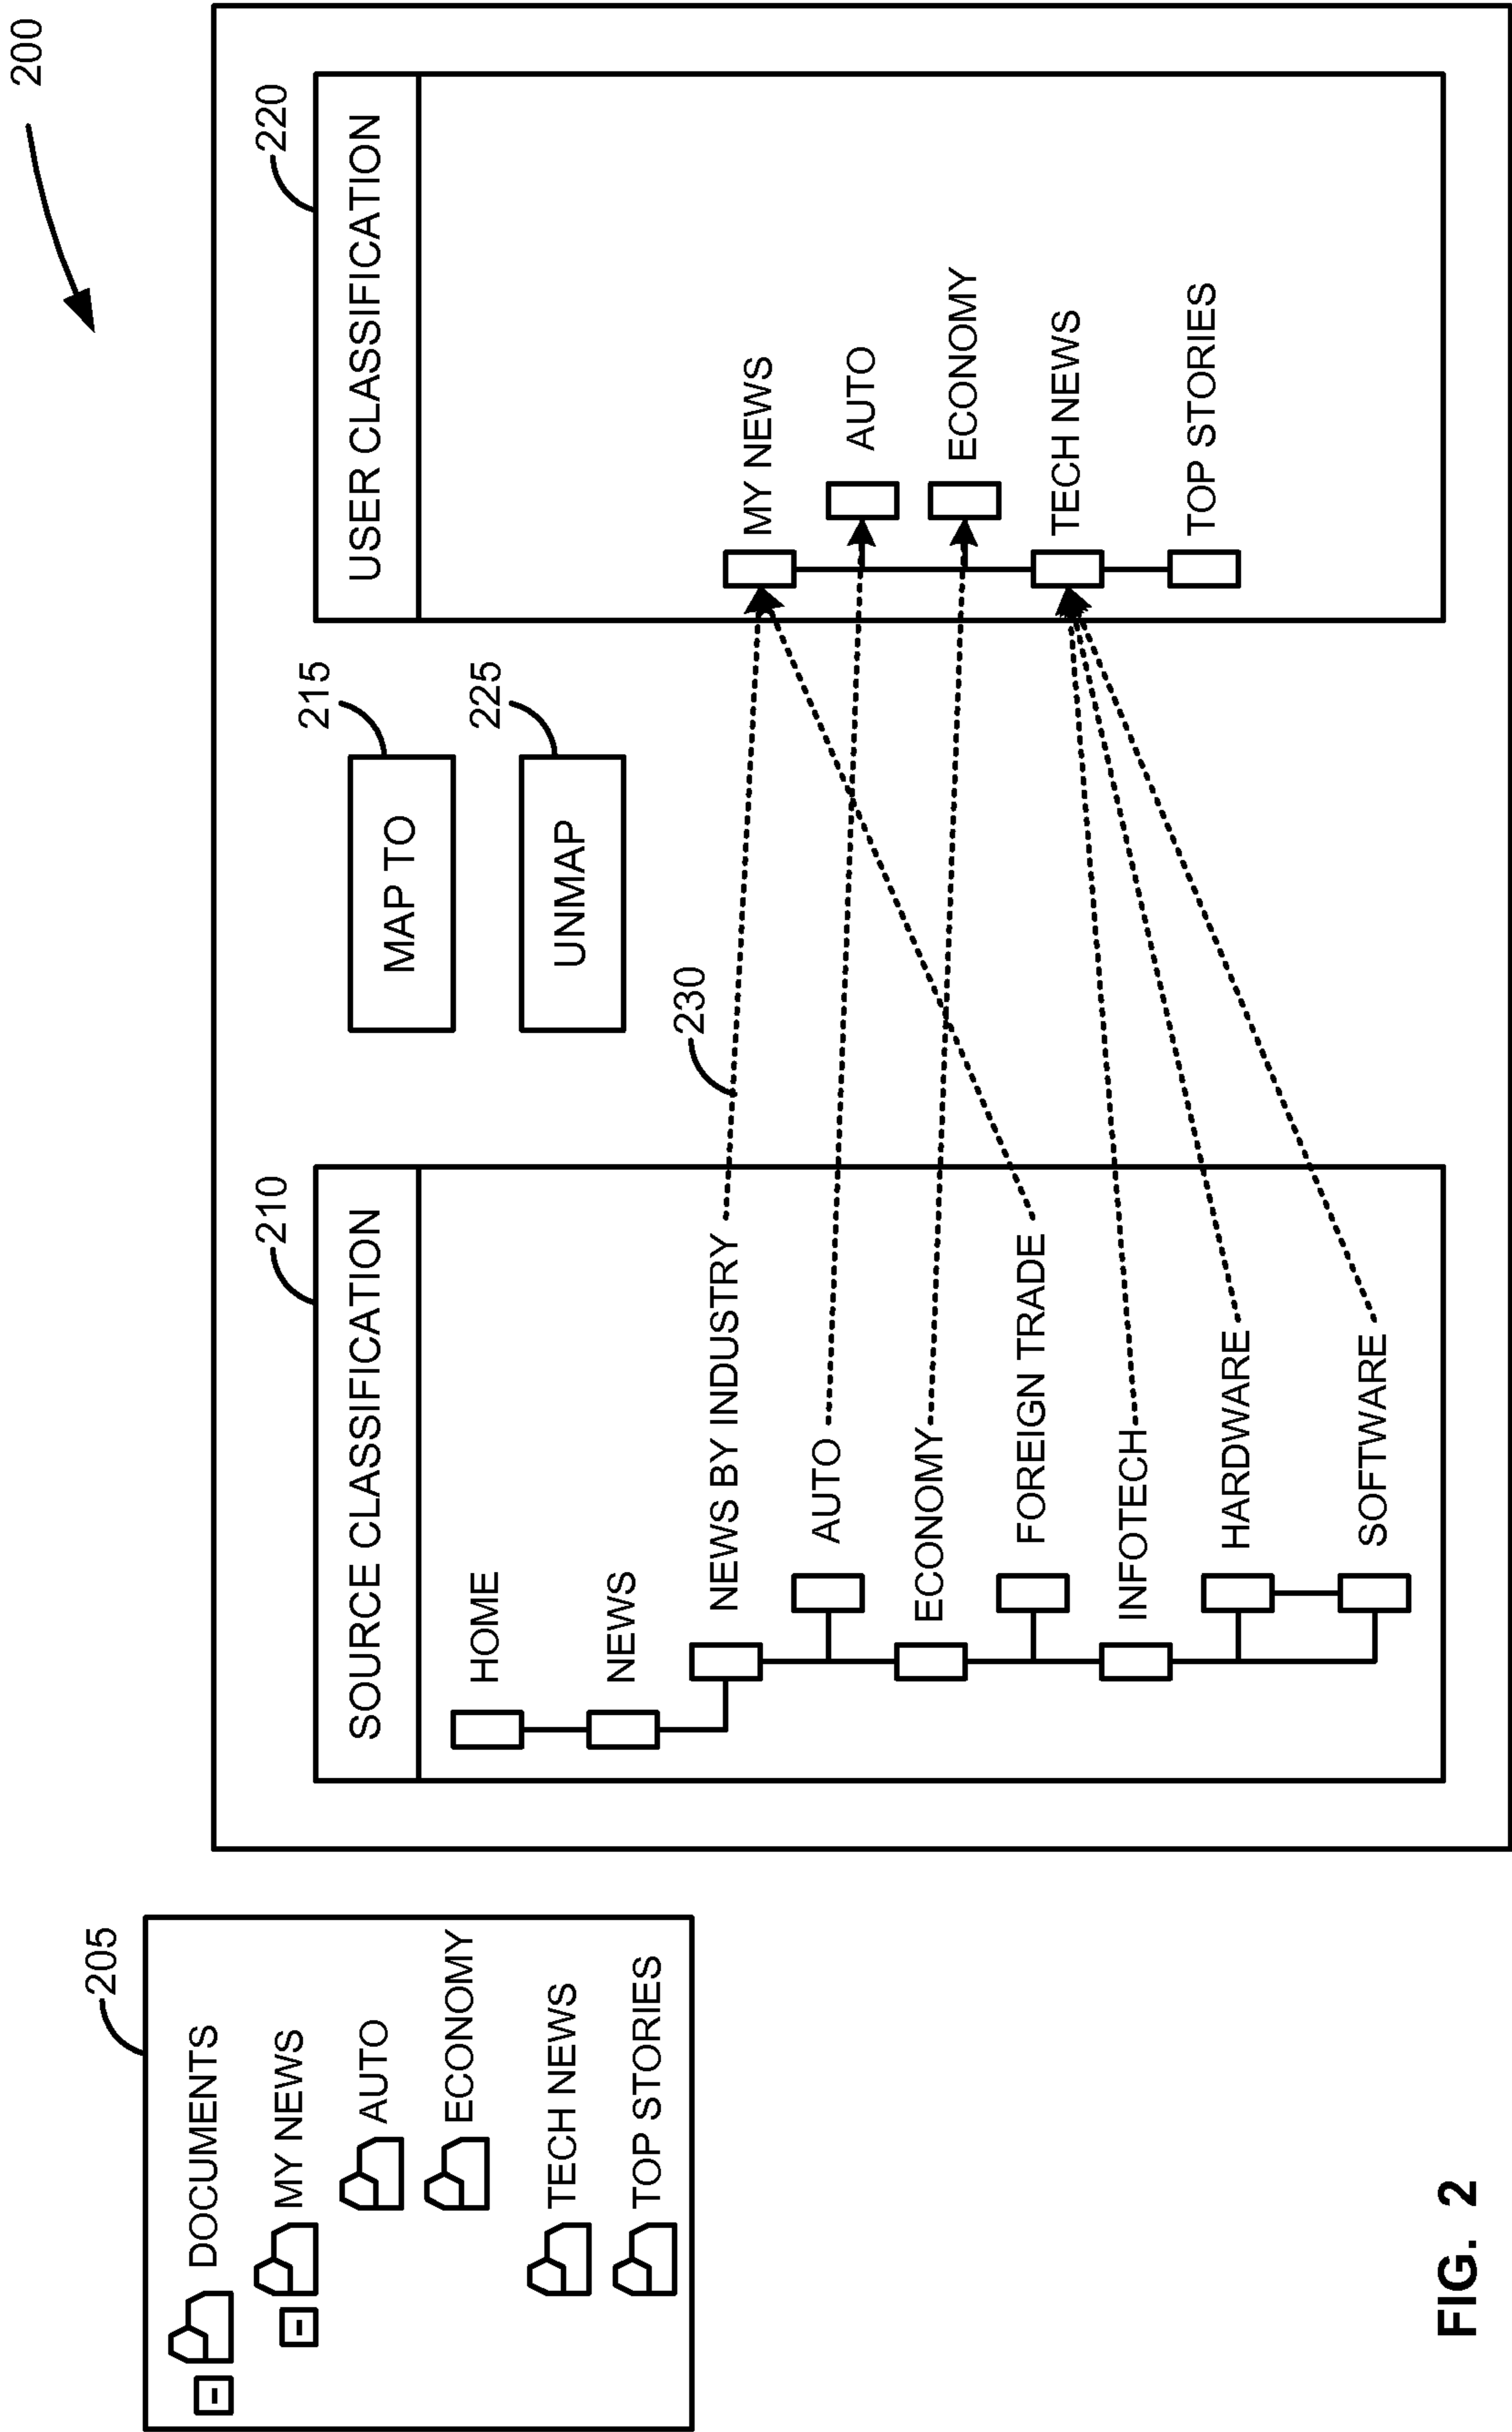 200
205
DOCUMENTS
MY NEWS
AUTO
ECONOMY
TECH NEWS
TOP STORIES
210
SOURCE CLASSIFICATION
HOME
NEWS
NEWS BY INDUSTRY
AUTO
ECONOMY
FOREIGN TRADE
INFOTECH
HARDWARE
SOFTWARE
215
MAP TO
225
UNMAP
230
220
USER CLASSIFICATION
MY NEWS
AUTO
ECONOMY
TECH NEWS
TOP STORIES
FIG. 2